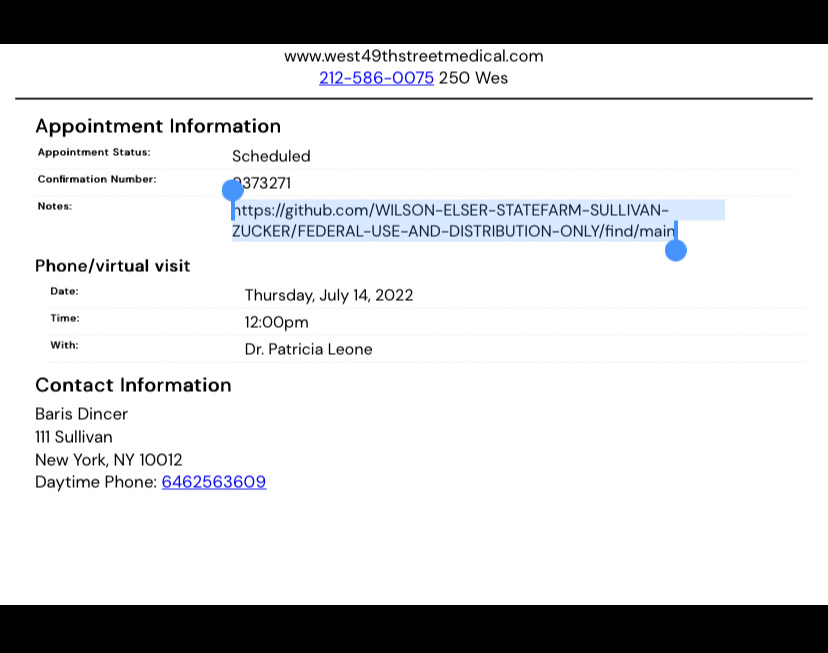 www.west49thstreetmedical.com
212-586-0075 250 Wes
Appointment Information
Appointment Status: Scheduled
Confirmation Number: 373271
Notes: https://github.com/WILSON-ELSER-STATEFARM-SULLIVAN-
ZUCKER/FEDERAL-USE-AND-DISTRIBUTION-ONLY/find/main
Phone/virtual visit
Date: Thursday, July 14, 2022
Time: 12:00pm
With: Dr. Patricia Leone
Contact Information
Baris Dincer
111 Sullivan
New York, NY 10012
Daytime Phone: 6462563609